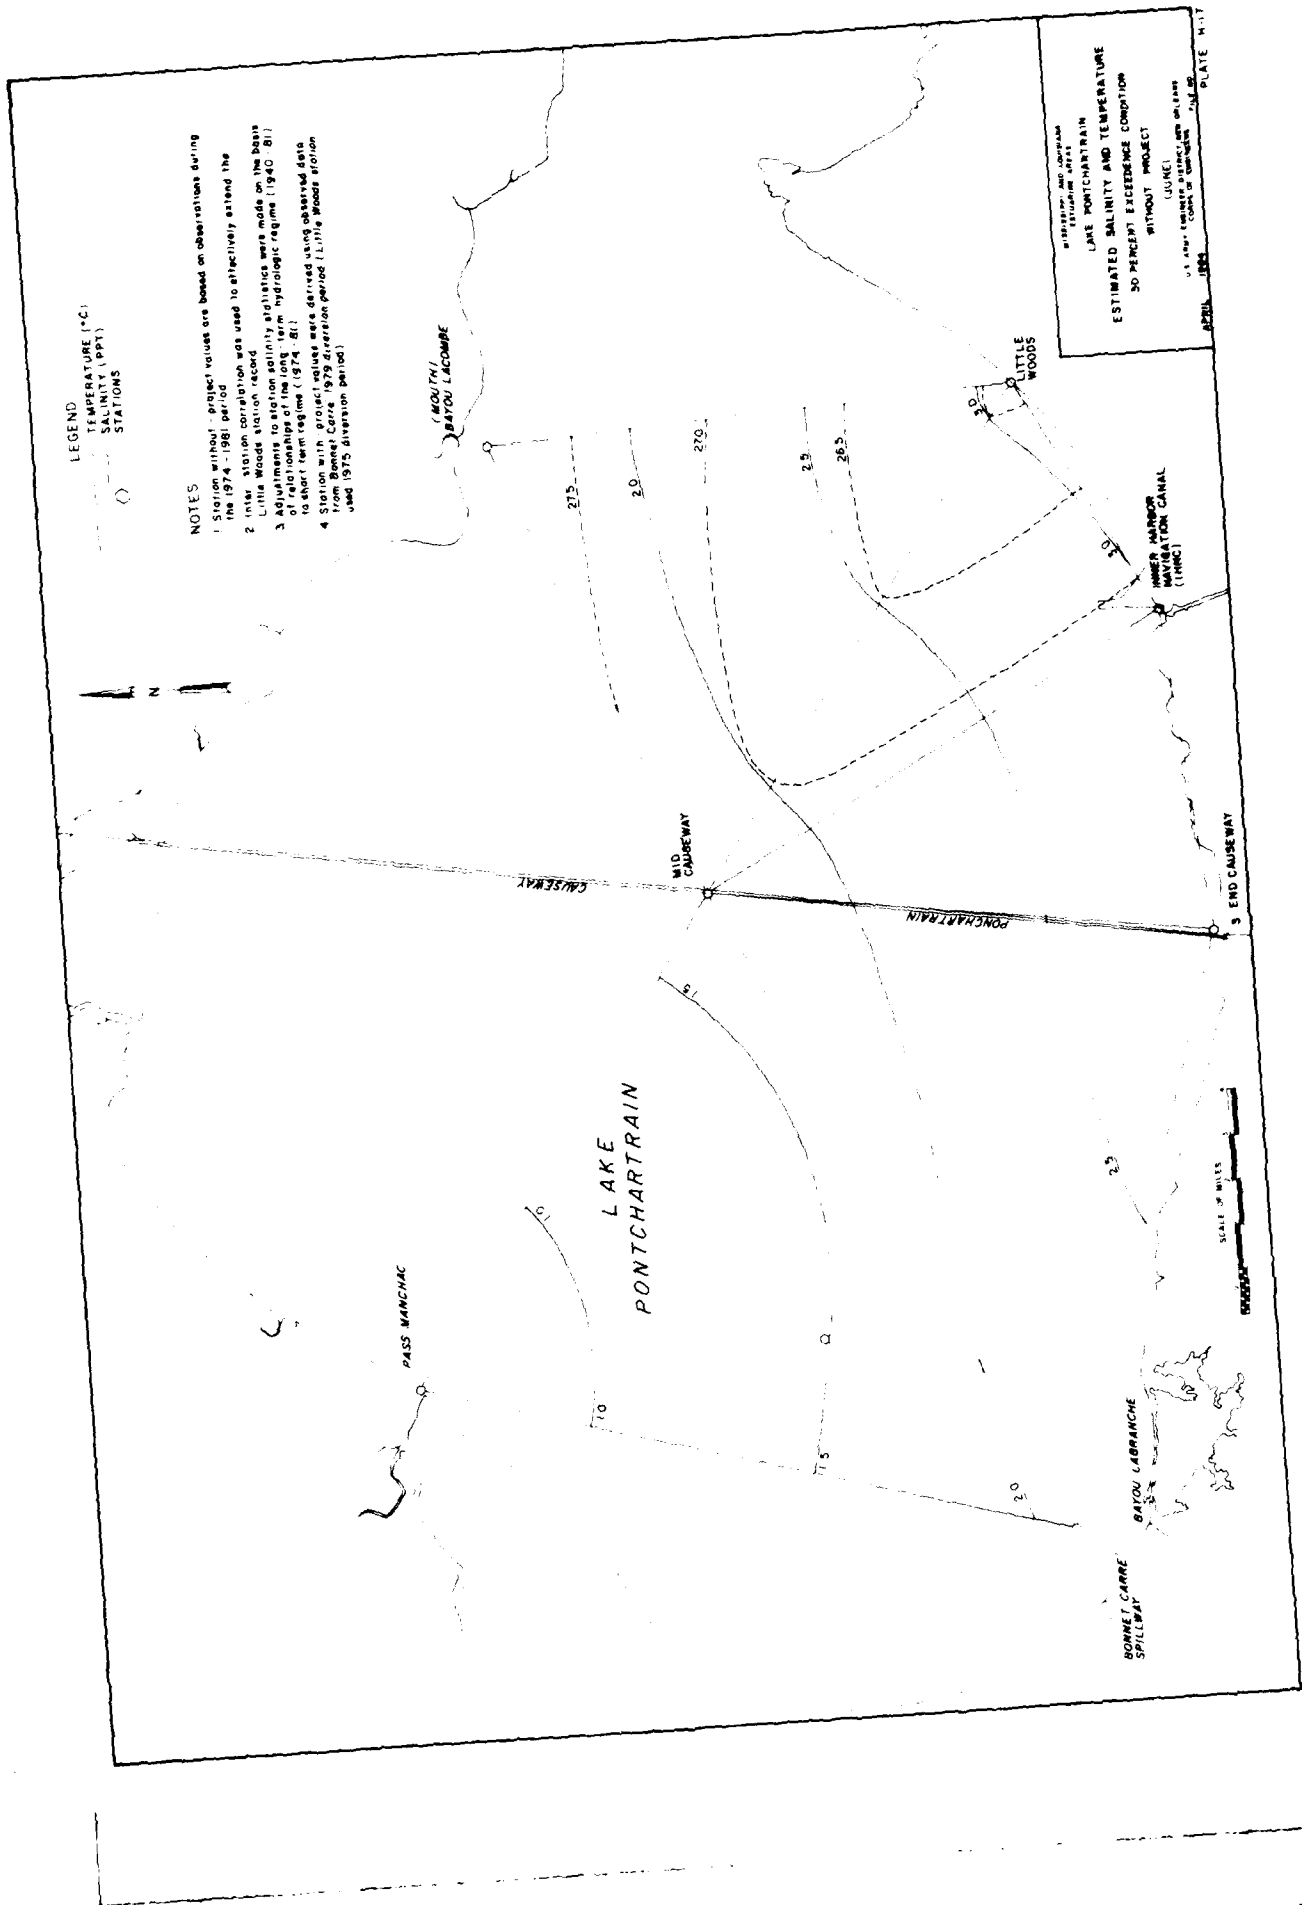 LEGEND
TEMPERATURE (°C)
SALINITY (PPT)
STATIONS
NOTES
1 Station without-project values are based on observations during
the 1974-1981 period
2 Inter station correlation was used to effectively extend the
Little Woods station record
3 Adjustments to station salinity statistics were made on the basis
of relationships of the long-term hydrologic regime (1940-81)
to short term regime (1974-81)
4 Station with project values were derived using observed data
from Bonnet Carre 1979 diversion period (Little Woods station
used 1975 diversion period)
N
(MOUTH)
BAYOU LACOMBE
27.5
2.0
27.0
2.5
26.5
3.0
LITTLE
WOODS
3.0
INNER HARBOR
NAVIGATION CANAL
(IHNC)
MID
CAUSEWAY
CAUSEWAY
PONCHARTRAIN
S END CAUSEWAY
1.5
LAKE
PONTCHARTRAIN
1.0
PASS MANCHAC
1.0
1.5
2.0
2.5
BAYOU LABRANCHE
BONNET CARRE'
SPILLWAY
SCALE OF MILES
MISSISSIPPI AND LOUISIANA
ESTUARINE AREAS
LAKE PONTCHARTRAIN
ESTIMATED SALINITY AND TEMPERATURE
50 PERCENT EXCEEDENCE CONDITION
WITHOUT PROJECT
(JUNE)
U.S. ARMY ENGINEER DISTRICT, NEW ORLEANS
CORPS OF ENGINEERS
APRIL 1984
PLATE H-17